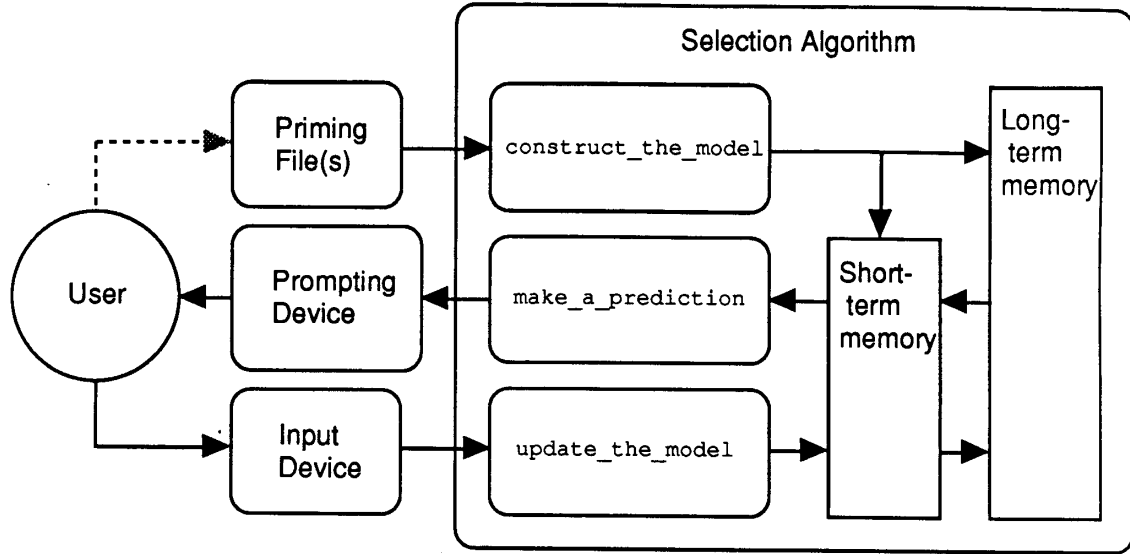 Selection Algorithm
Priming
File(s)
construct_the_model
Long-
term
memory
User
Prompting
Device
make_a_prediction
Short-
term
memory
Input
Device
update_the_model